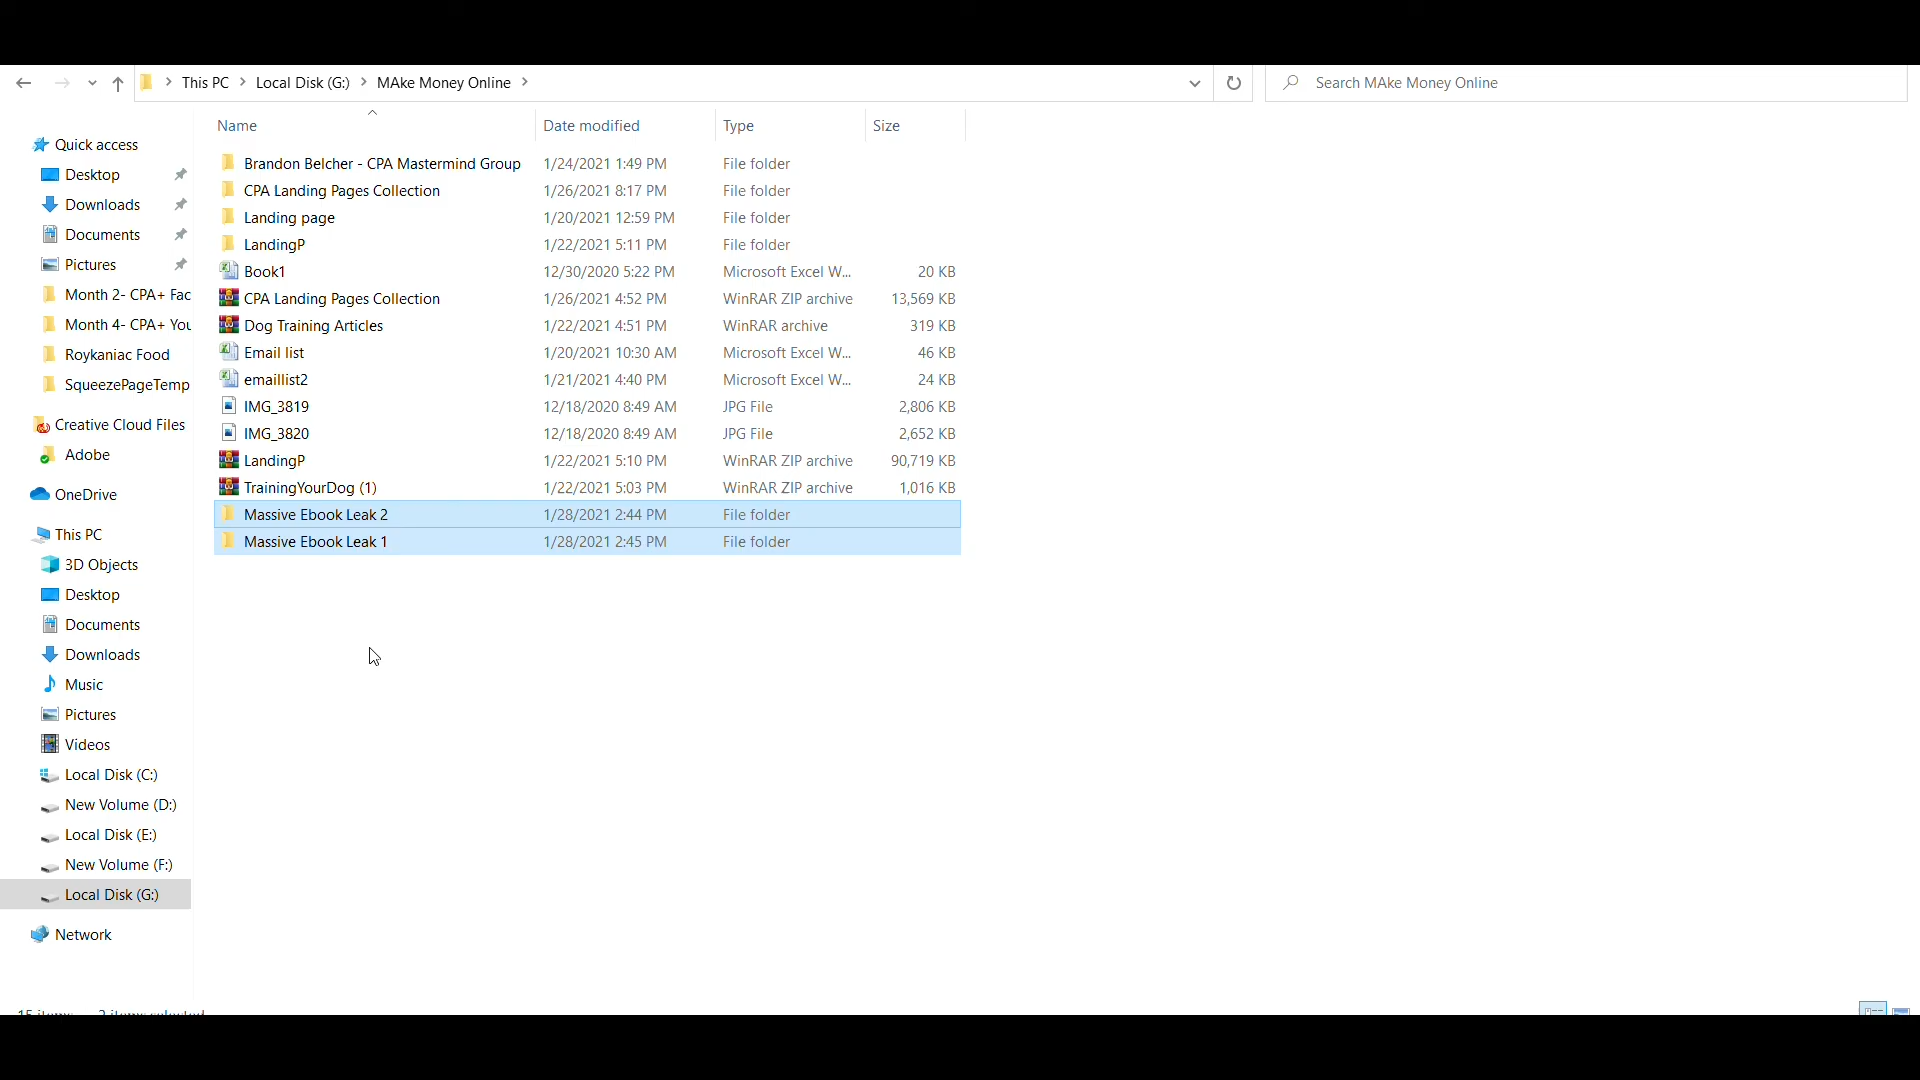 This PC > Local Disk (G:) > MAke Money Online >
Search MAke Money Online
Name Date modified Type Size
Quick access
Desktop
Downloads
Documents
Pictures
Month 2- CPA+ Fac
Month 4- CPA+ You
Roykaniac Food
SqueezePageTemp
Creative Cloud Files
Adobe
OneDrive
This PC
3D Objects
Desktop
Documents
Downloads
Music
Pictures
Videos
Local Disk (C:)
New Volume (D:)
Local Disk (E:)
New Volume (F:)
Local Disk (G:)
Network
Brandon Belcher - CPA Mastermind Group 1/24/2021 1:49 PM File folder
CPA Landing Pages Collection 1/26/2021 8:17 PM File folder
Landing page 1/20/2021 12:59 PM File folder
LandingP 1/22/2021 5:11 PM File folder
Book1 12/30/2020 5:22 PM Microsoft Excel W... 20 KB
CPA Landing Pages Collection 1/26/2021 4:52 PM WinRAR ZIP archive 13,569 KB
Dog Training Articles 1/22/2021 4:51 PM WinRAR archive 319 KB
Email list 1/20/2021 10:30 AM Microsoft Excel W... 46 KB
emaillist2 1/21/2021 4:40 PM Microsoft Excel W... 24 KB
IMG_3819 12/18/2020 8:49 AM JPG File 2,806 KB
IMG_3820 12/18/2020 8:49 AM JPG File 2,652 KB
LandingP 1/22/2021 5:10 PM WinRAR ZIP archive 90,719 KB
TrainingYourDog (1) 1/22/2021 5:03 PM WinRAR ZIP archive 1,016 KB
Massive Ebook Leak 2 1/28/2021 2:44 PM File folder
Massive Ebook Leak 1 1/28/2021 2:45 PM File folder
15 items 2 items selected